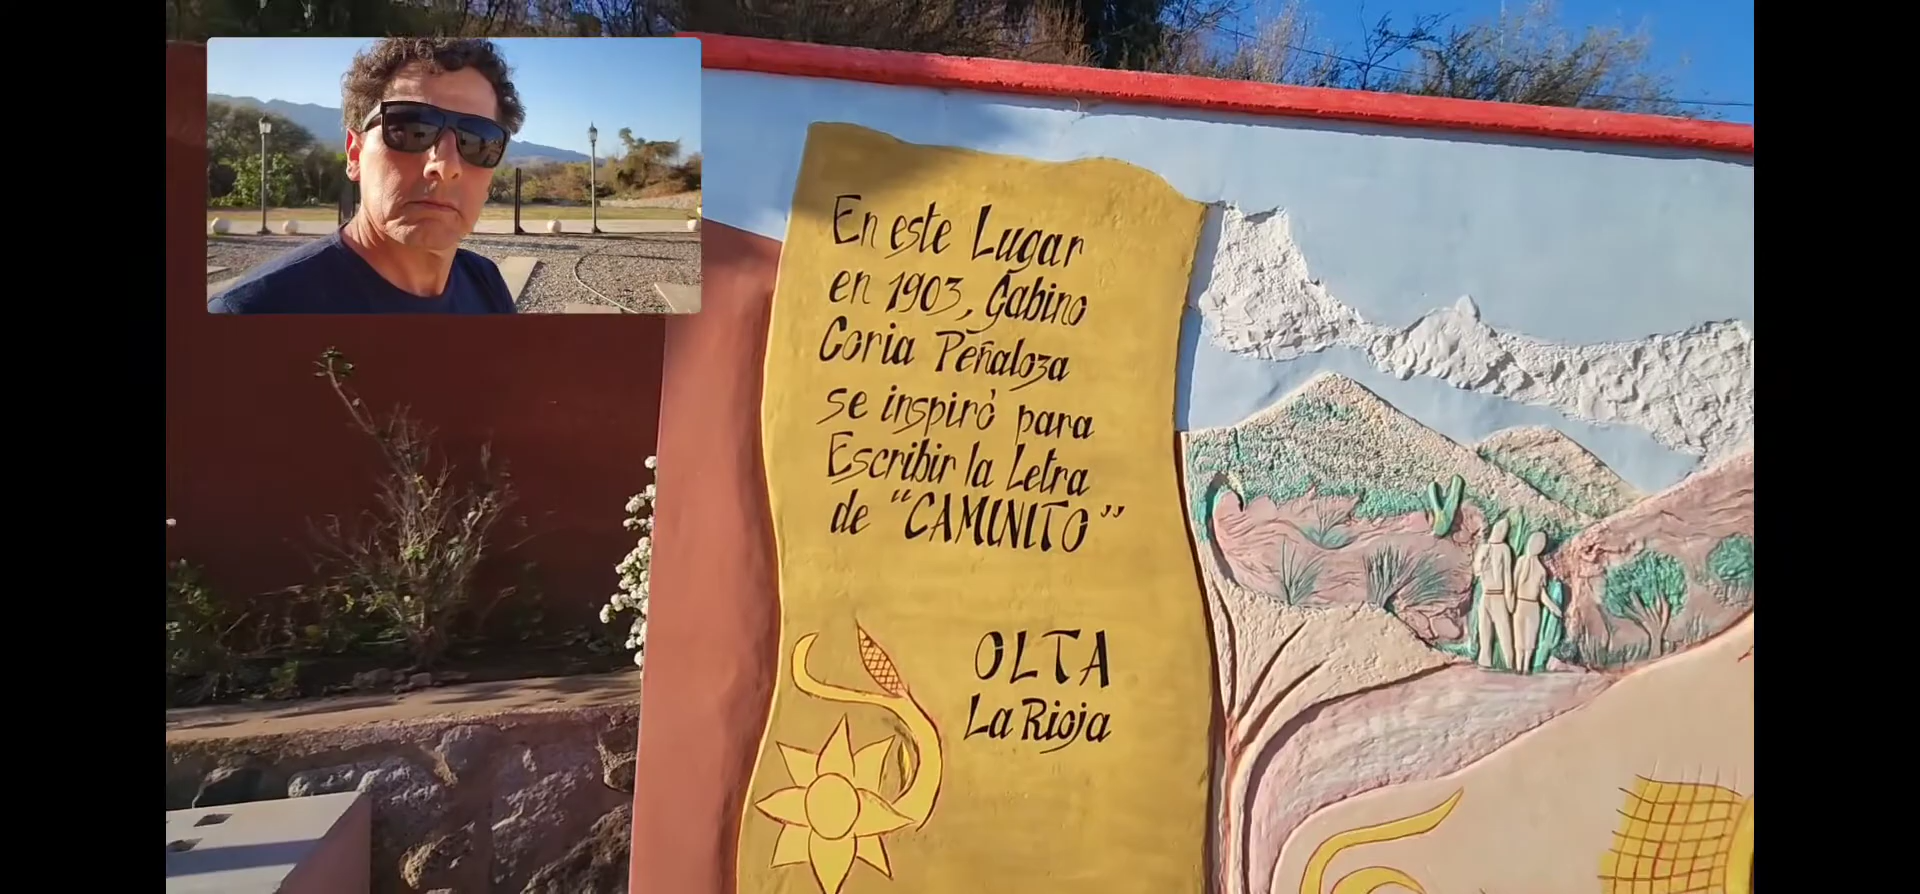 En este Lugar
en 1903, Gabino
Coria Peñaloza
se inspiró para
Escribir la Letra
de "CAMINITO"
OLTA
La Rioja